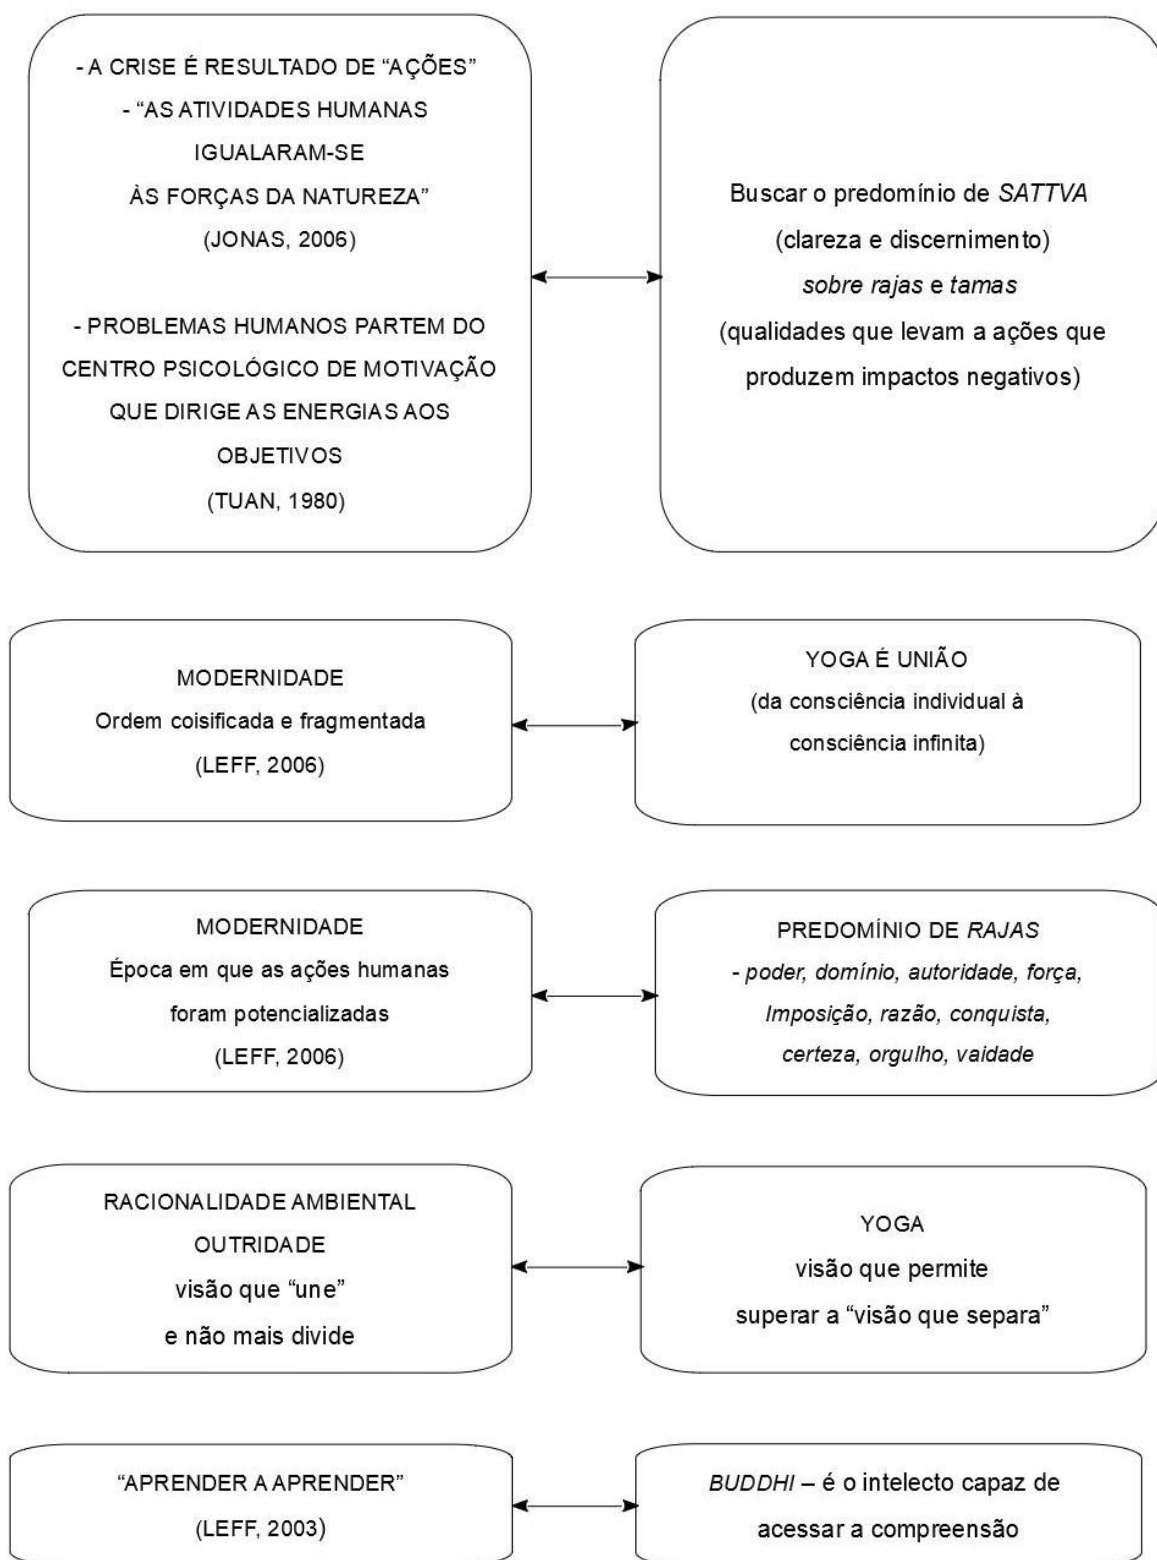 - A CRISE É RESULTADO DE “AÇÕES”
- “AS ATIVIDADES HUMANAS
IGUALARAM-SE
ÀS FORÇAS DA NATUREZA”
(JONAS, 2006)
- PROBLEMAS HUMANOS PARTEM DO
CENTRO PSICOLÓGICO DE MOTIVAÇÃO
QUE DIRIGE AS ENERGIAS AOS
OBJETIVOS
(TUAN, 1980)
Buscar o predomínio de SATTVA
(clareza e discernimento)
sobre rajas e tamas
(qualidades que levam a ações que
produzem impactos negativos)
MODERNIDADE
Ordem coisificada e fragmentada
(LEFF, 2006)
YOGA É UNIÃO
(da consciência individual à
consciência infinita)
MODERNIDADE
Época em que as ações humanas
foram potencializadas
(LEFF, 2006)
PREDOMÍNIO DE RAJAS
- poder, domínio, autoridade, força,
Imposição, razão, conquista,
certeza, orgulho, vaidade
RACIONALIDADE AMBIENTAL
OUTRIDADE
visão que “une”
e não mais divide
YOGA
visão que permite
superar a “visão que separa”
“APRENDER A APRENDER”
(LEFF, 2003)
BUDDHI – é o intelecto capaz de
acessar a compreensão